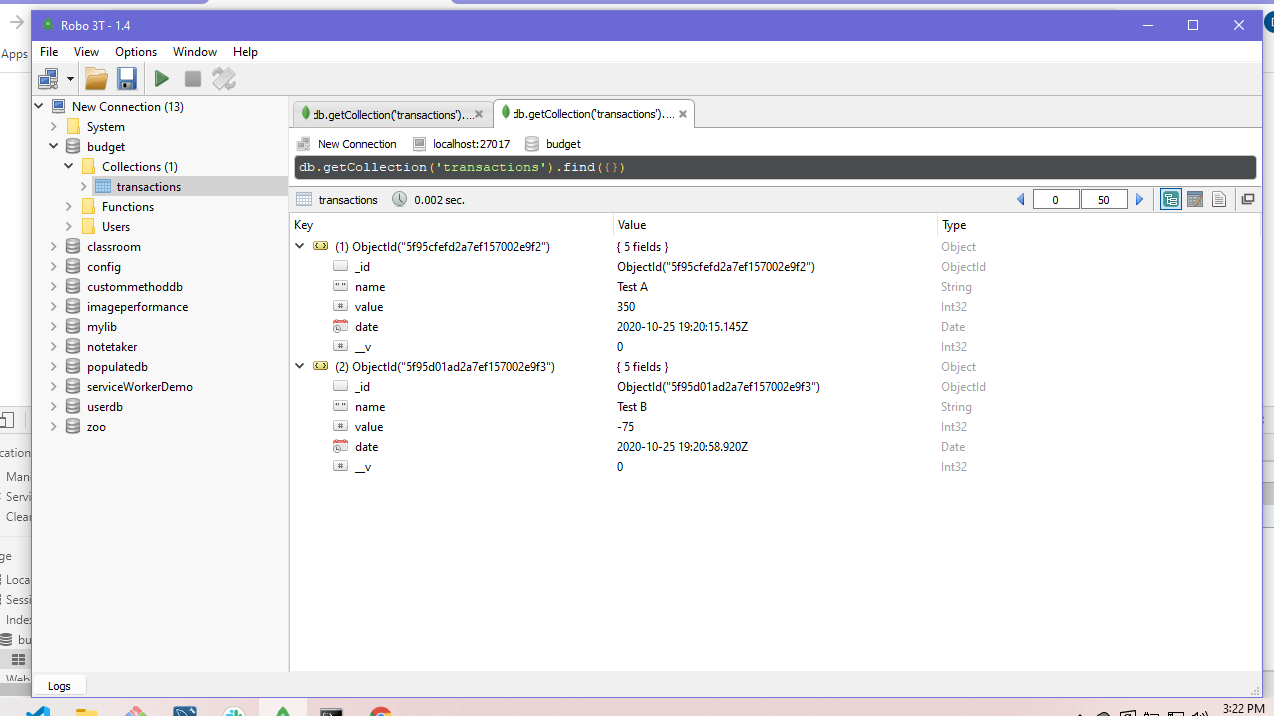 Robo 3T - 1.4
File View Options Window Help
Apps
New Connection (13)
System
budget
Collections (1)
transactions
Functions
Users
classroom
config
custommethoddb
imageperformance
mylib
notetaker
populatedb
serviceWorkerDemo
userdb
zoo
db.getCollection('transactions')....
db.getCollection('transactions')....
New Connection localhost:27017 budget
db.getCollection('transactions').find({})
transactions 0.002 sec. 0 50
Key Value Type
(1) ObjectId("5f95cfefd2a7ef157002e9f2") { 5 fields } Object
_id ObjectId("5f95cfefd2a7ef157002e9f2") ObjectId
name Test A String
value 350 Int32
date 2020-10-25 19:20:15.145Z Date
__v 0 Int32
(2) ObjectId("5f95d01ad2a7ef157002e9f3") { 5 fields } Object
_id ObjectId("5f95d01ad2a7ef157002e9f3") ObjectId
name Test B String
value -75 Int32
date 2020-10-25 19:20:58.920Z Date
__v 0 Int32
cation
Mani
Servi
Clear
ge
Loca
Sessi
Index
bu
Web
Logs
3:22 PM